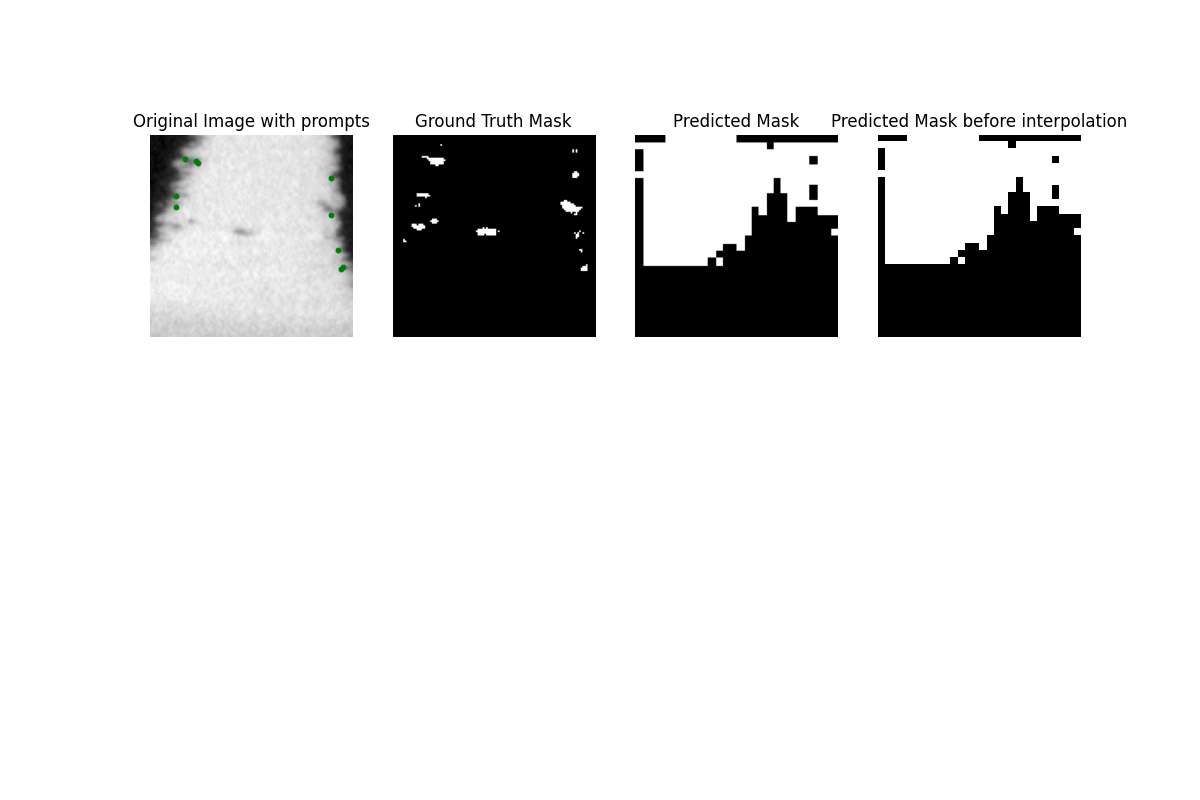 Original Image with prompts
Ground Truth Mask
Predicted Mask
Predicted Mask before interpolation